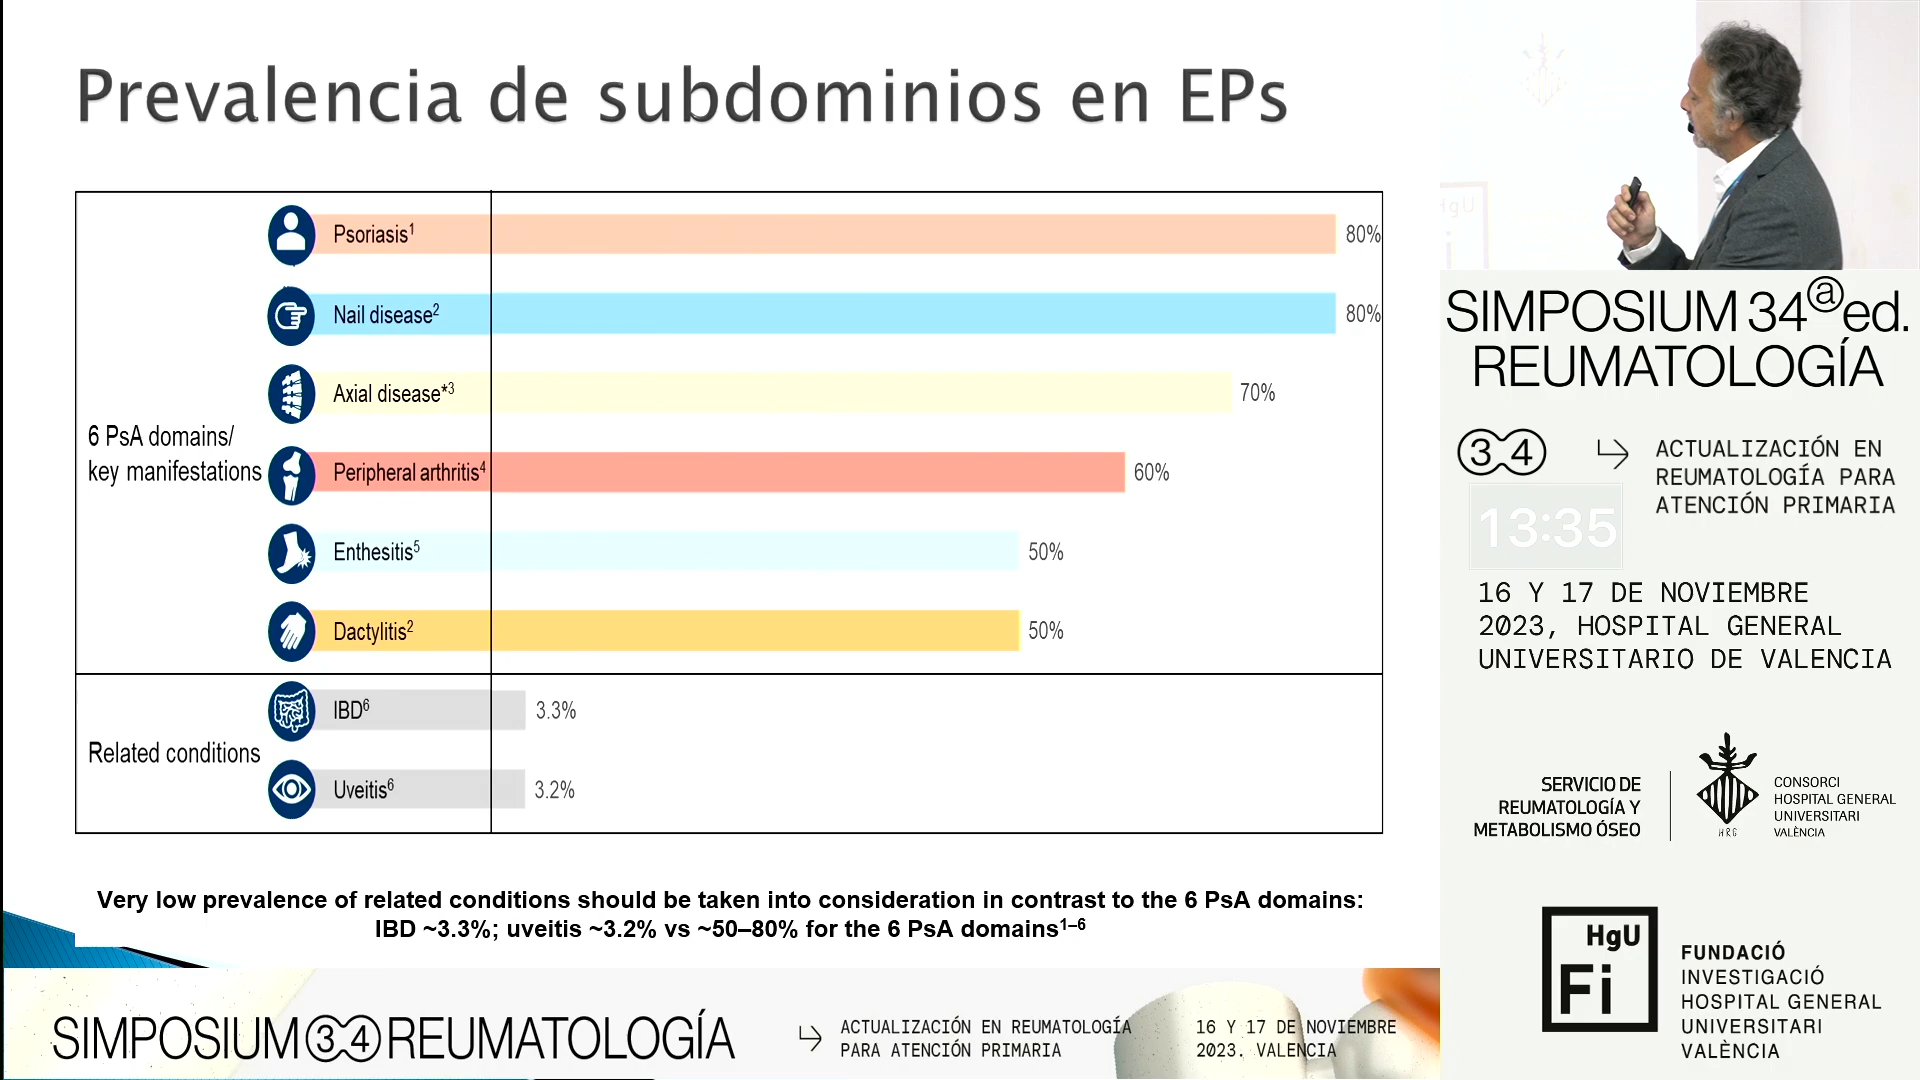 Prevalencia de subdominios en EPs
6 PsA domains/
key manifestations
Psoriasis¹
80%
Nail disease²
80%
Axial disease*³
70%
Peripheral arthritis⁴
60%
Enthesitis⁵
50%
Dactylitis²
50%
Related conditions
IBD⁶
3.3%
Uveitis⁶
3.2%
Very low prevalence of related conditions should be taken into consideration in contrast to the 6 PsA domains:
IBD ~3.3%; uveitis ~3.2% vs ~50–80% for the 6 PsA domains¹⁻⁶
SIMPOSIUM 34 REUMATOLOGÍA
ACTUALIZACIÓN EN REUMATOLOGÍA
PARA ATENCIÓN PRIMARIA
16 Y 17 DE NOVIEMBRE
2023. VALENCIA
HgU
SIMPOSIUM 34ªed.
REUMATOLOGÍA
34
ACTUALIZACIÓN EN
REUMATOLOGÍA PARA
ATENCIÓN PRIMARIA
13:35
16 Y 17 DE NOVIEMBRE
2023, HOSPITAL GENERAL
UNIVERSITARIO DE VALENCIA
SERVICIO DE
REUMATOLOGÍA Y
METABOLISMO ÓSEO
HRG
CONSORCI
HOSPITAL GENERAL
UNIVERSITARI
VALÈNCIA
HgU
Fi
FUNDACIÓ
INVESTIGACIÓ
HOSPITAL GENERAL
UNIVERSITARI
VALÈNCIA